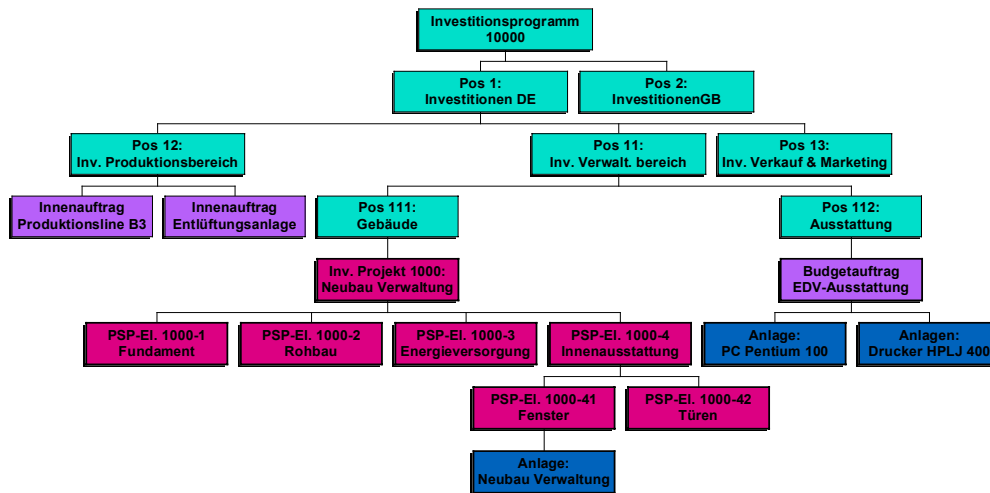 Investitionsprogramm
10000
Pos 1:
Investitionen DE
Pos 2:
InvestitionenGB
Pos 12:
Inv. Produktionsbereich
Pos 11:
Inv. Verwalt. bereich
Pos 13:
Inv. Verkauf & Marketing
Innenauftrag
Produktionsline B3
Innenauftrag
Entlüftungsanlage
Pos 111:
Gebäude
Pos 112:
Ausstattung
Inv. Projekt 1000:
Neubau Verwaltung
Budgetauftrag
EDV-Ausstattung
PSP-El. 1000-1
Fundament
PSP-El. 1000-2
Rohbau
PSP-El. 1000-3
Energieversorgung
PSP-El. 1000-4
Innenausstattung
Anlage:
PC Pentium 100
Anlagen:
Drucker HPLJ 400
PSP-El. 1000-41
Fenster
PSP-El. 1000-42
Türen
Anlage:
Neubau Verwaltung